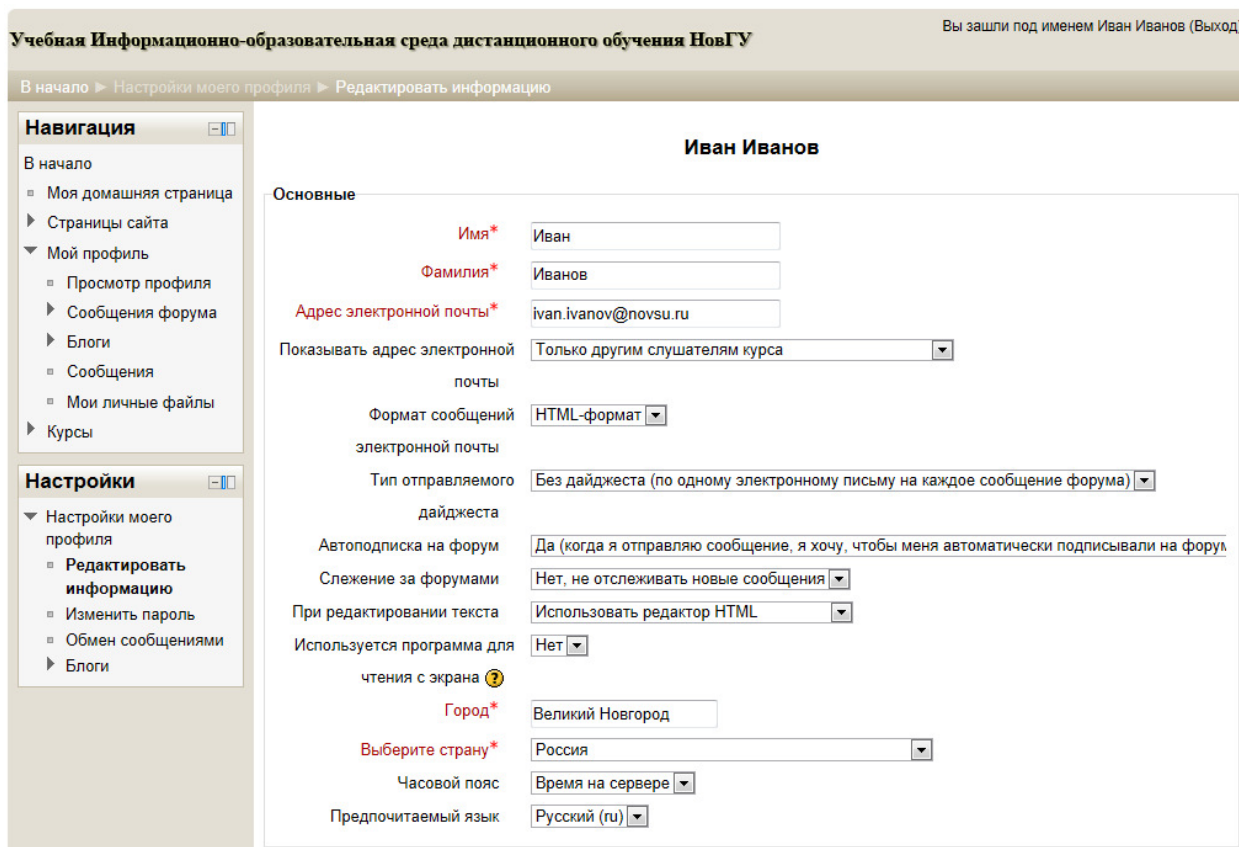 Вы зашли под именем Иван Иванов (Выход)
Учебная Информационно-образовательная среда дистанционного обучения НовГУ
В начало ► Настройки моего профиля ► Редактировать информацию
Навигация
В начало
Моя домашняя страница
Страницы сайта
Мой профиль
Просмотр профиля
Сообщения форума
Блоги
Сообщения
Мои личные файлы
Курсы
Настройки
Настройки моего
профиля
Редактировать
информацию
Изменить пароль
Обмен сообщениями
Блоги
Иван Иванов
Основные
Имя* Иван
Фамилия* Иванов
Адрес электронной почты* ivan.ivanov@novsu.ru
Показывать адрес электронной Только другим слушателям курса
почты
Формат сообщений HTML-формат
электронной почты
Тип отправляемого Без дайджеста (по одному электронному письму на каждое сообщение форума)
дайджеста
Автоподписка на форум Да (когда я отправляю сообщение, я хочу, чтобы меня автоматически подписывали на форум
Слежение за форумами Нет, не отслеживать новые сообщения
При редактировании текста Использовать редактор HTML
Используется программа для Нет
чтения с экрана ?
Город* Великий Новгород
Выберите страну* Россия
Часовой пояс Время на сервере
Предпочитаемый язык Русский (ru)